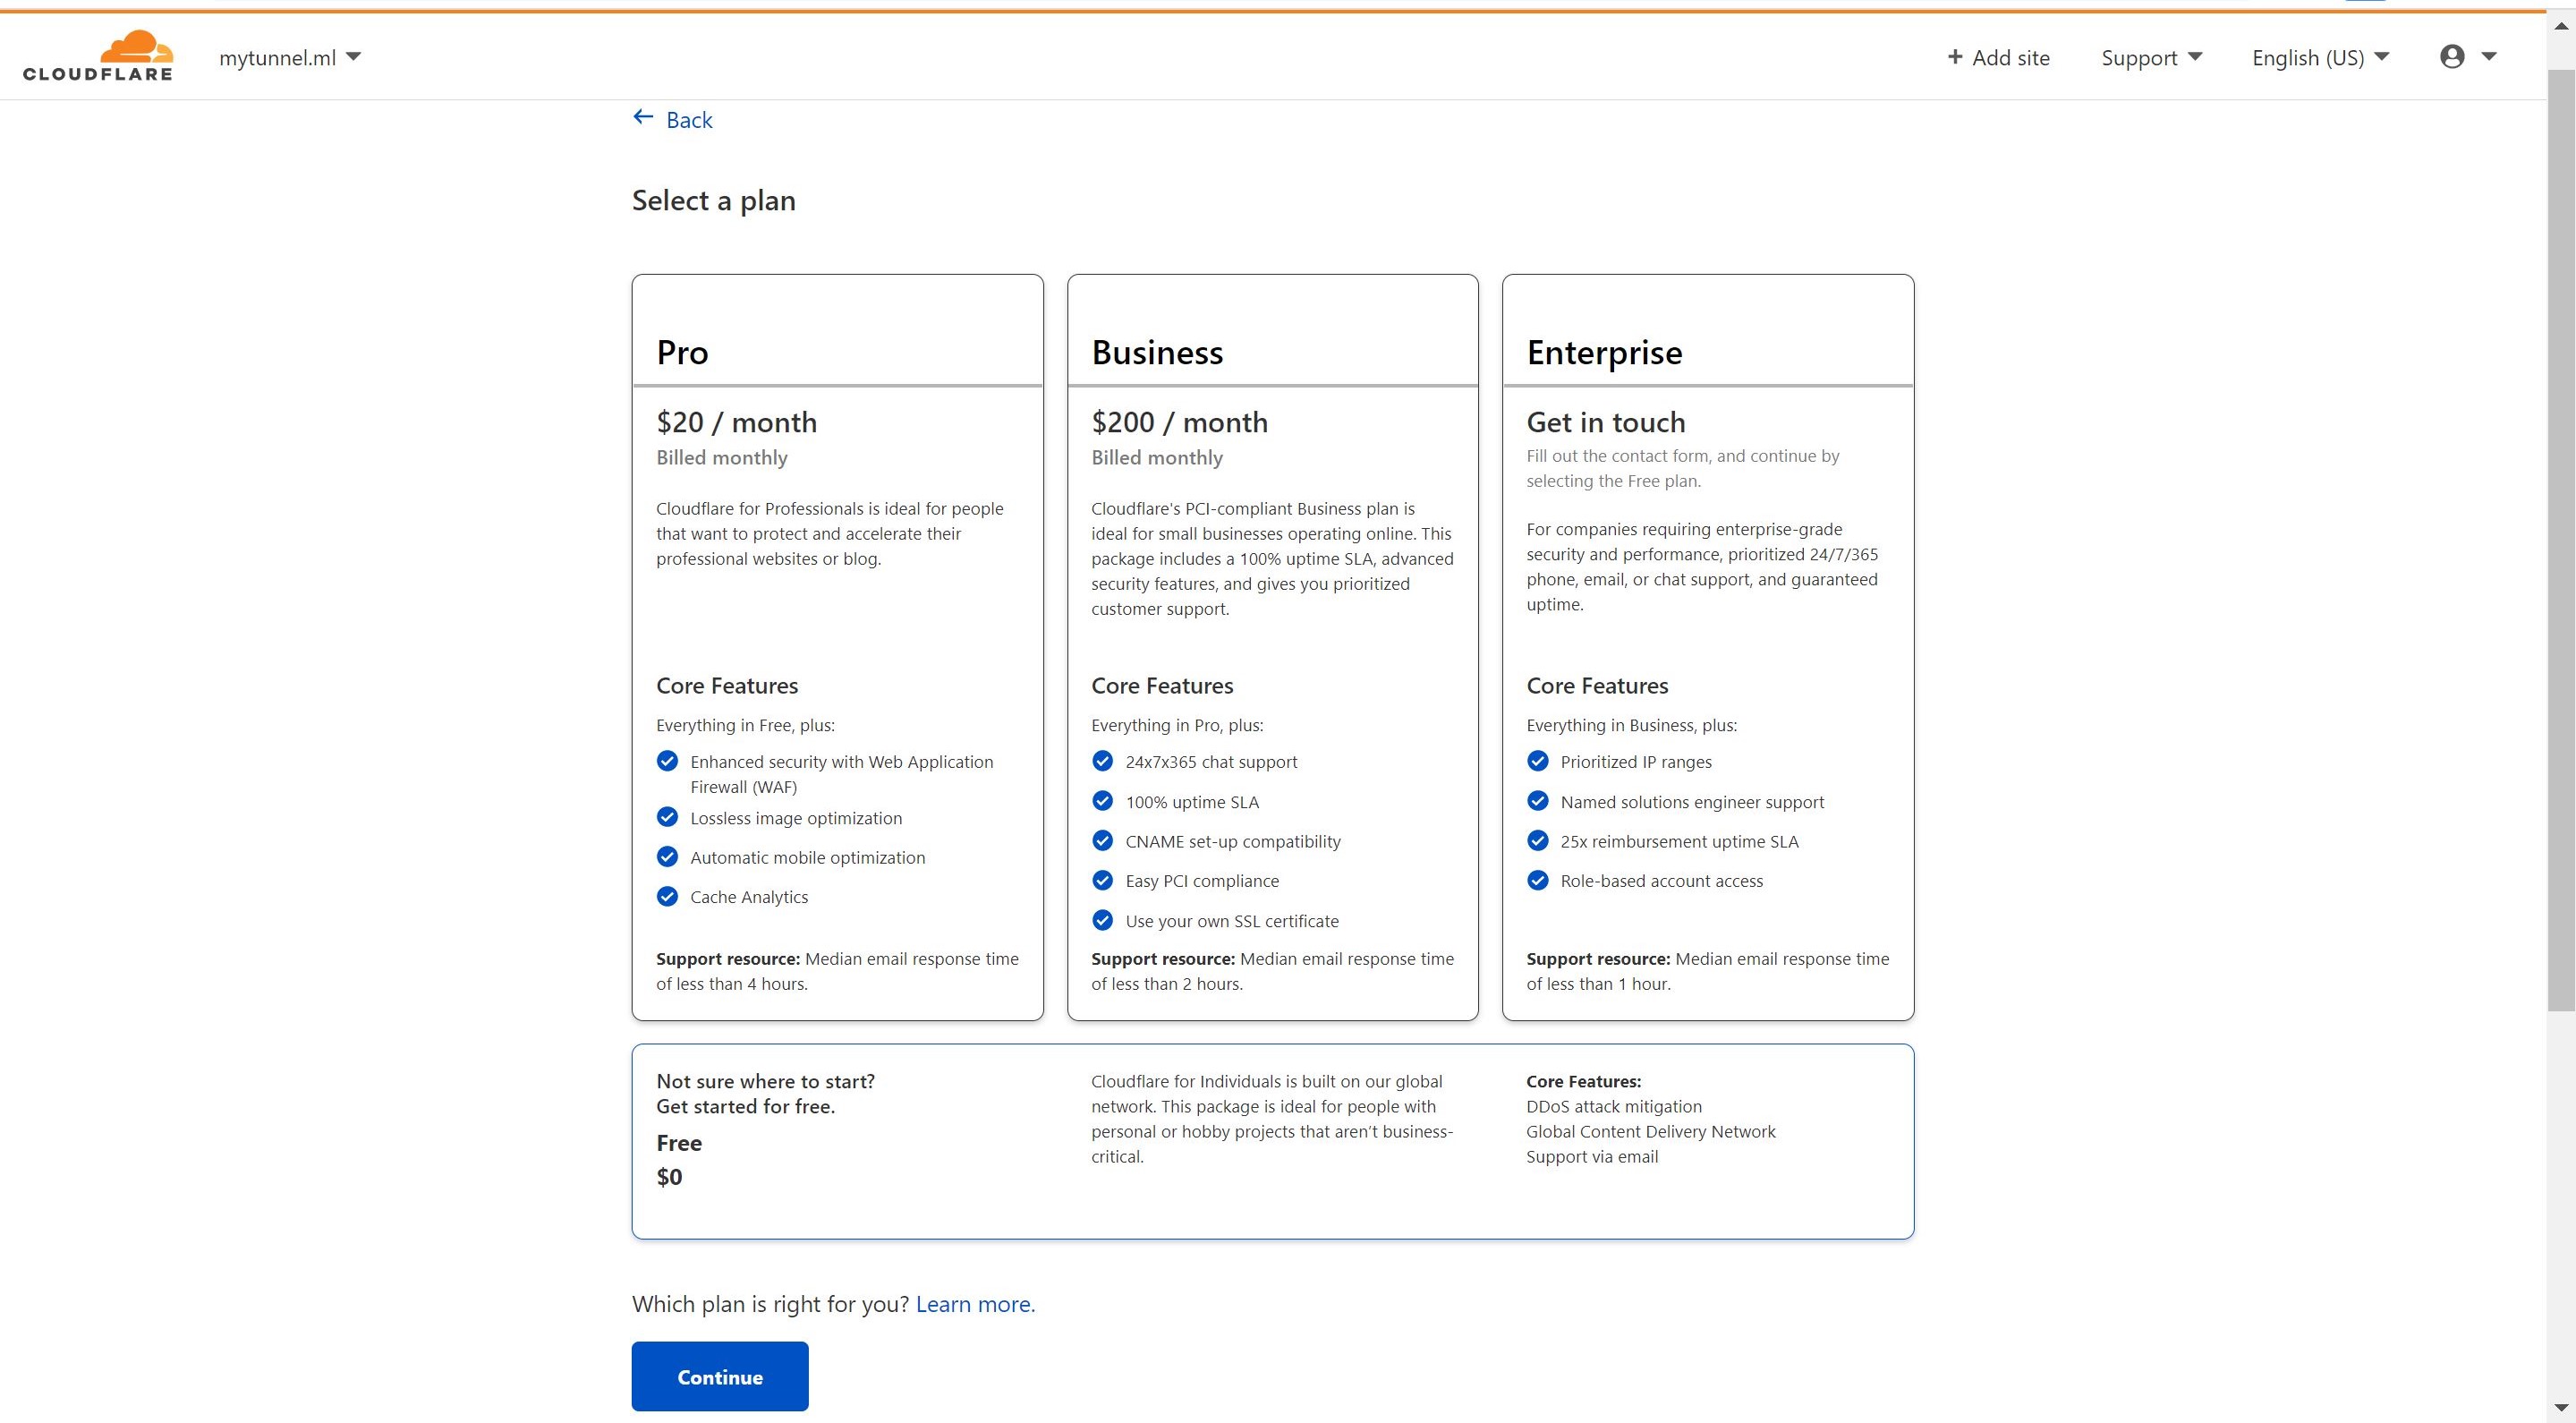 CLOUDFLARE
mytunnel.ml
+ Add site
Support
English (US)
← Back
Select a plan
Pro
$20 / month
Billed monthly
Cloudflare for Professionals is ideal for people
that want to protect and accelerate their
professional websites or blog.
Core Features
Everything in Free, plus:
Enhanced security with Web Application
Firewall (WAF)
Lossless image optimization
Automatic mobile optimization
Cache Analytics
Support resource: Median email response time
of less than 4 hours.
Business
$200 / month
Billed monthly
Cloudflare's PCI-compliant Business plan is
ideal for small businesses operating online. This
package includes a 100% uptime SLA, advanced
security features, and gives you prioritized
customer support.
Core Features
Everything in Pro, plus:
24x7x365 chat support
100% uptime SLA
CNAME set-up compatibility
Easy PCI compliance
Use your own SSL certificate
Support resource: Median email response time
of less than 2 hours.
Enterprise
Get in touch
Fill out the contact form, and continue by
selecting the Free plan.
For companies requiring enterprise-grade
security and performance, prioritized 24/7/365
phone, email, or chat support, and guaranteed
uptime.
Core Features
Everything in Business, plus:
Prioritized IP ranges
Named solutions engineer support
25x reimbursement uptime SLA
Role-based account access
Support resource: Median email response time
of less than 1 hour.
Not sure where to start?
Get started for free.
Free
$0
Cloudflare for Individuals is built on our global
network. This package is ideal for people with
personal or hobby projects that aren’t business-
critical.
Core Features:
DDoS attack mitigation
Global Content Delivery Network
Support via email
Which plan is right for you? Learn more.
Continue